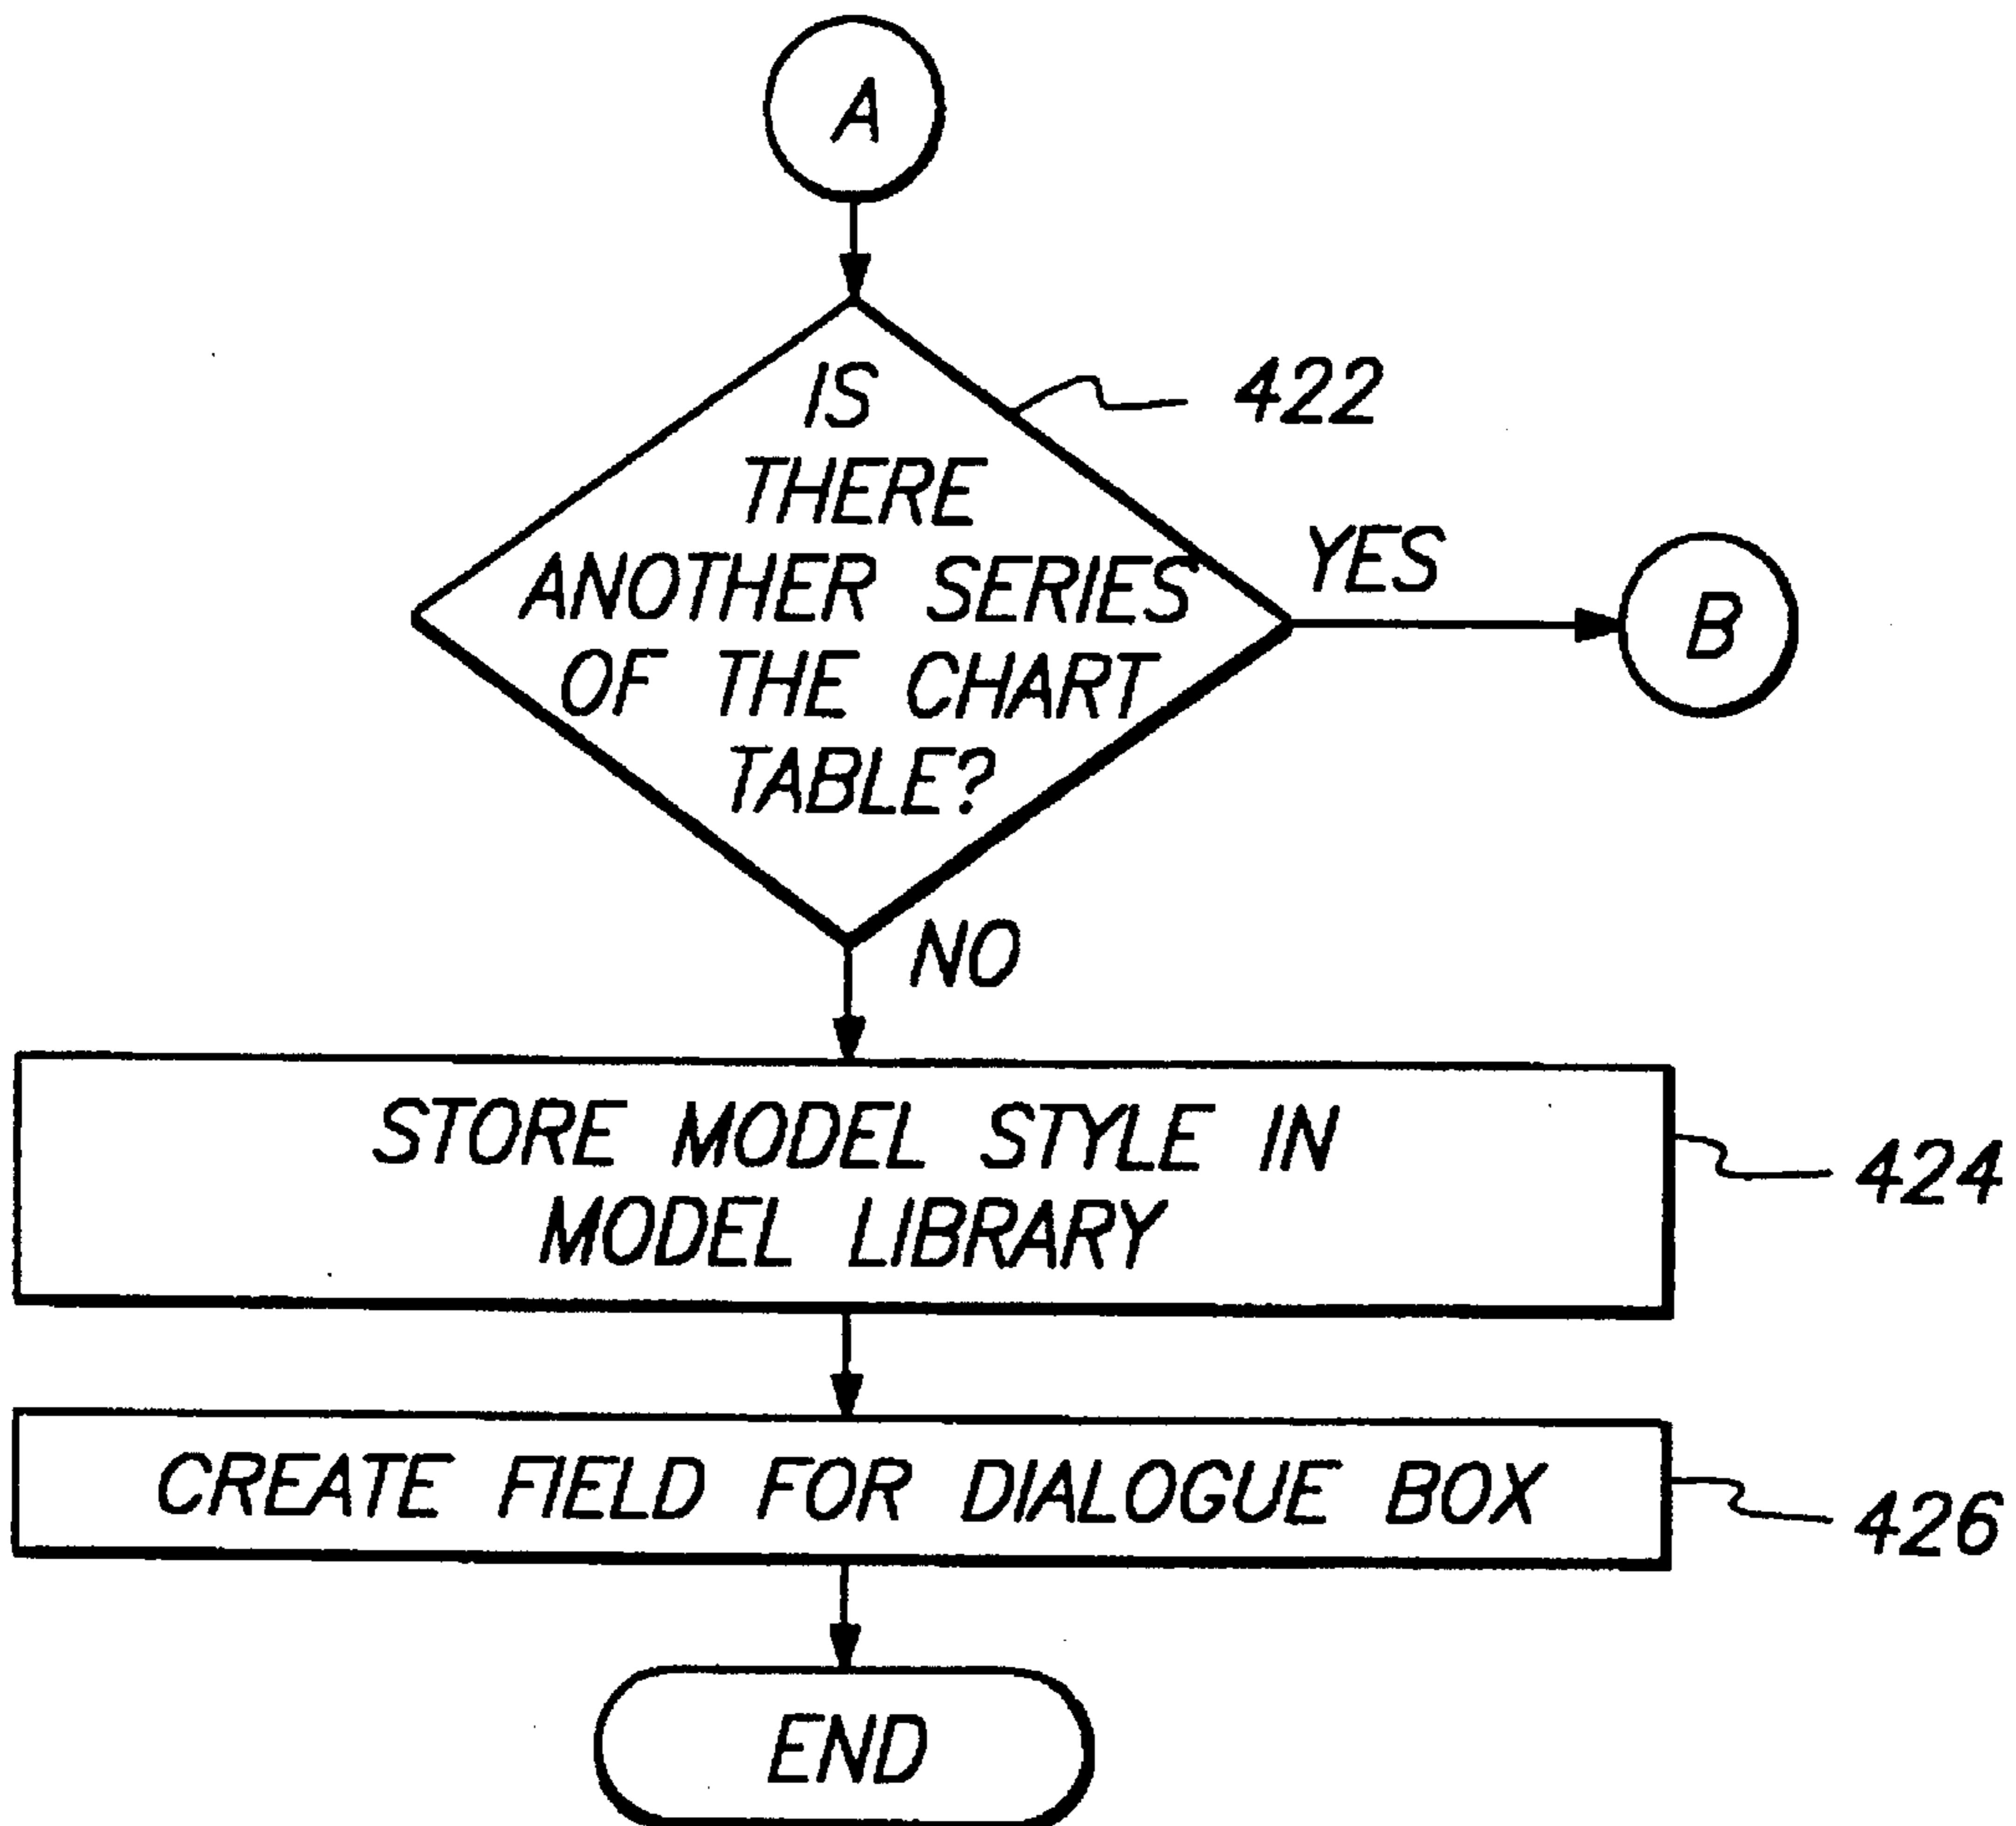 A
IS
THERE
ANOTHER SERIES
OF THE CHART
TABLE?
422
YES
B
NO
STORE MODEL STYLE IN
MODEL LIBRARY
424
CREATE FIELD FOR DIALOGUE BOX
426
END